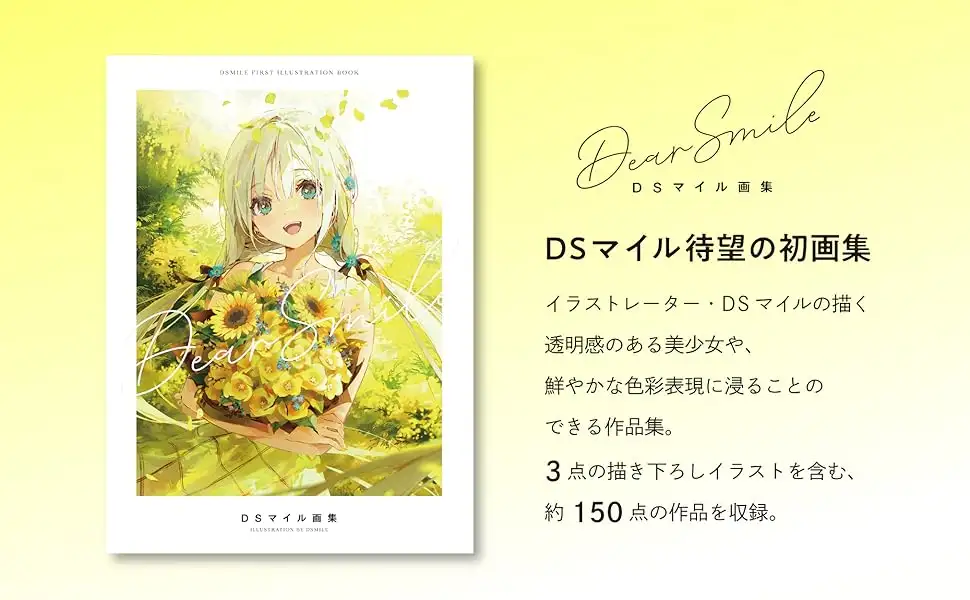 DSMILE FIRST ILLUSTRATION BOOK
Dear Smile
DSマイル画集
ILLUSTRATION BY DSMILE
Dear Smile
DSマイル画集
DSマイル待望の初画集
イラストレーター・DSマイルの描く
透明感のある美少女や、
鮮やかな色彩表現に浸ることの
できる作品集。
3点の描き下ろしイラストを含む、
約150点の作品を収録。